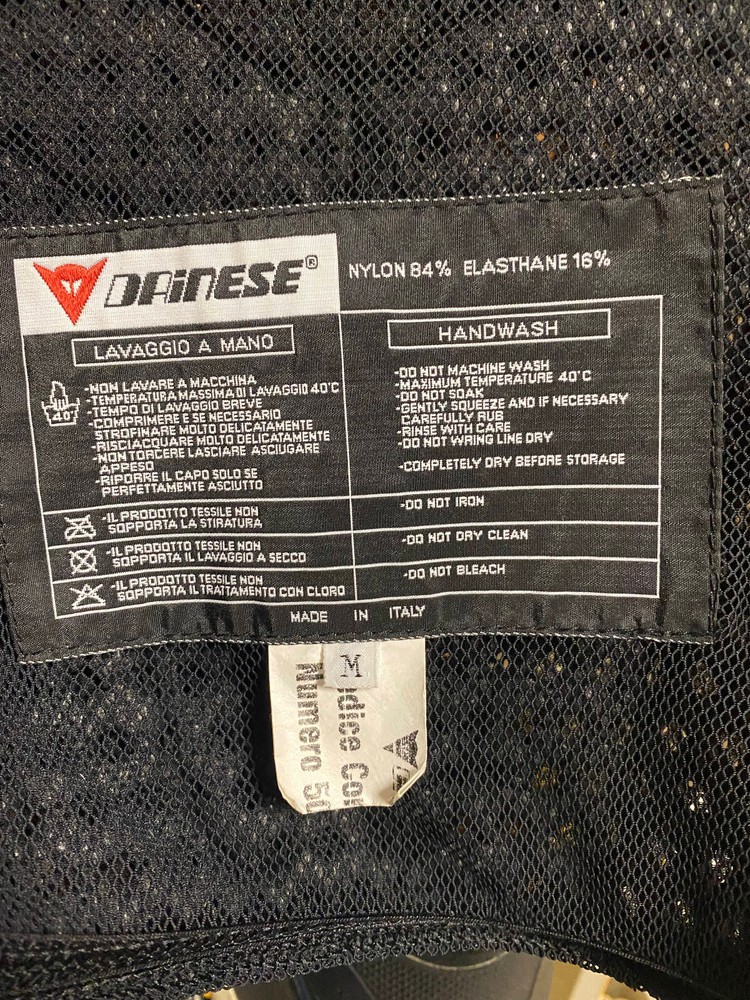 DAINESE®
NYLON 84% ELASTHANE 16%
LAVAGGIO A MANO
40°
-NON LAVARE A MACCHINA
-TEMPERATURA MASSIMA DI LAVAGGIO 40°C
-TEMPO DI LAVAGGIO BREVE
-COMPRIMERE E SE NECESSARIO
STROFINARE MOLTO DELICATAMENTE
-RISCIACQUARE MOLTO DELICATAMENTE
-NON TORCERE LASCIARE ASCIUGARE
APPESO
-RIPORRE IL CAPO SOLO SE
PERFETTAMENTE ASCIUTTO
-IL PRODOTTO TESSILE NON
SOPPORTA LA STIRATURA
-IL PRODOTTO TESSILE NON
SOPPORTA IL LAVAGGIO A SECCO
-IL PRODOTTO TESSILE NON
SOPORTA IL TRATTAMENTO CON CLORO
HANDWASH
-DO NOT MACHINE WASH
-MAXIMUM TEMPERATURE 40°C
-DO NOT SOAK
-GENTLY SQUEEZE AND IF NECESSARY
CAREFULLY RUB
-RINSE WITH CARE
-DO NOT WRING LINE DRY
-COMPLETELY DRY BEFORE STORAGE
-DO NOT IRON
-DO NOT DRY CLEAN
-DO NOT BLEACH
MADE IN ITALY
M
Numero 50